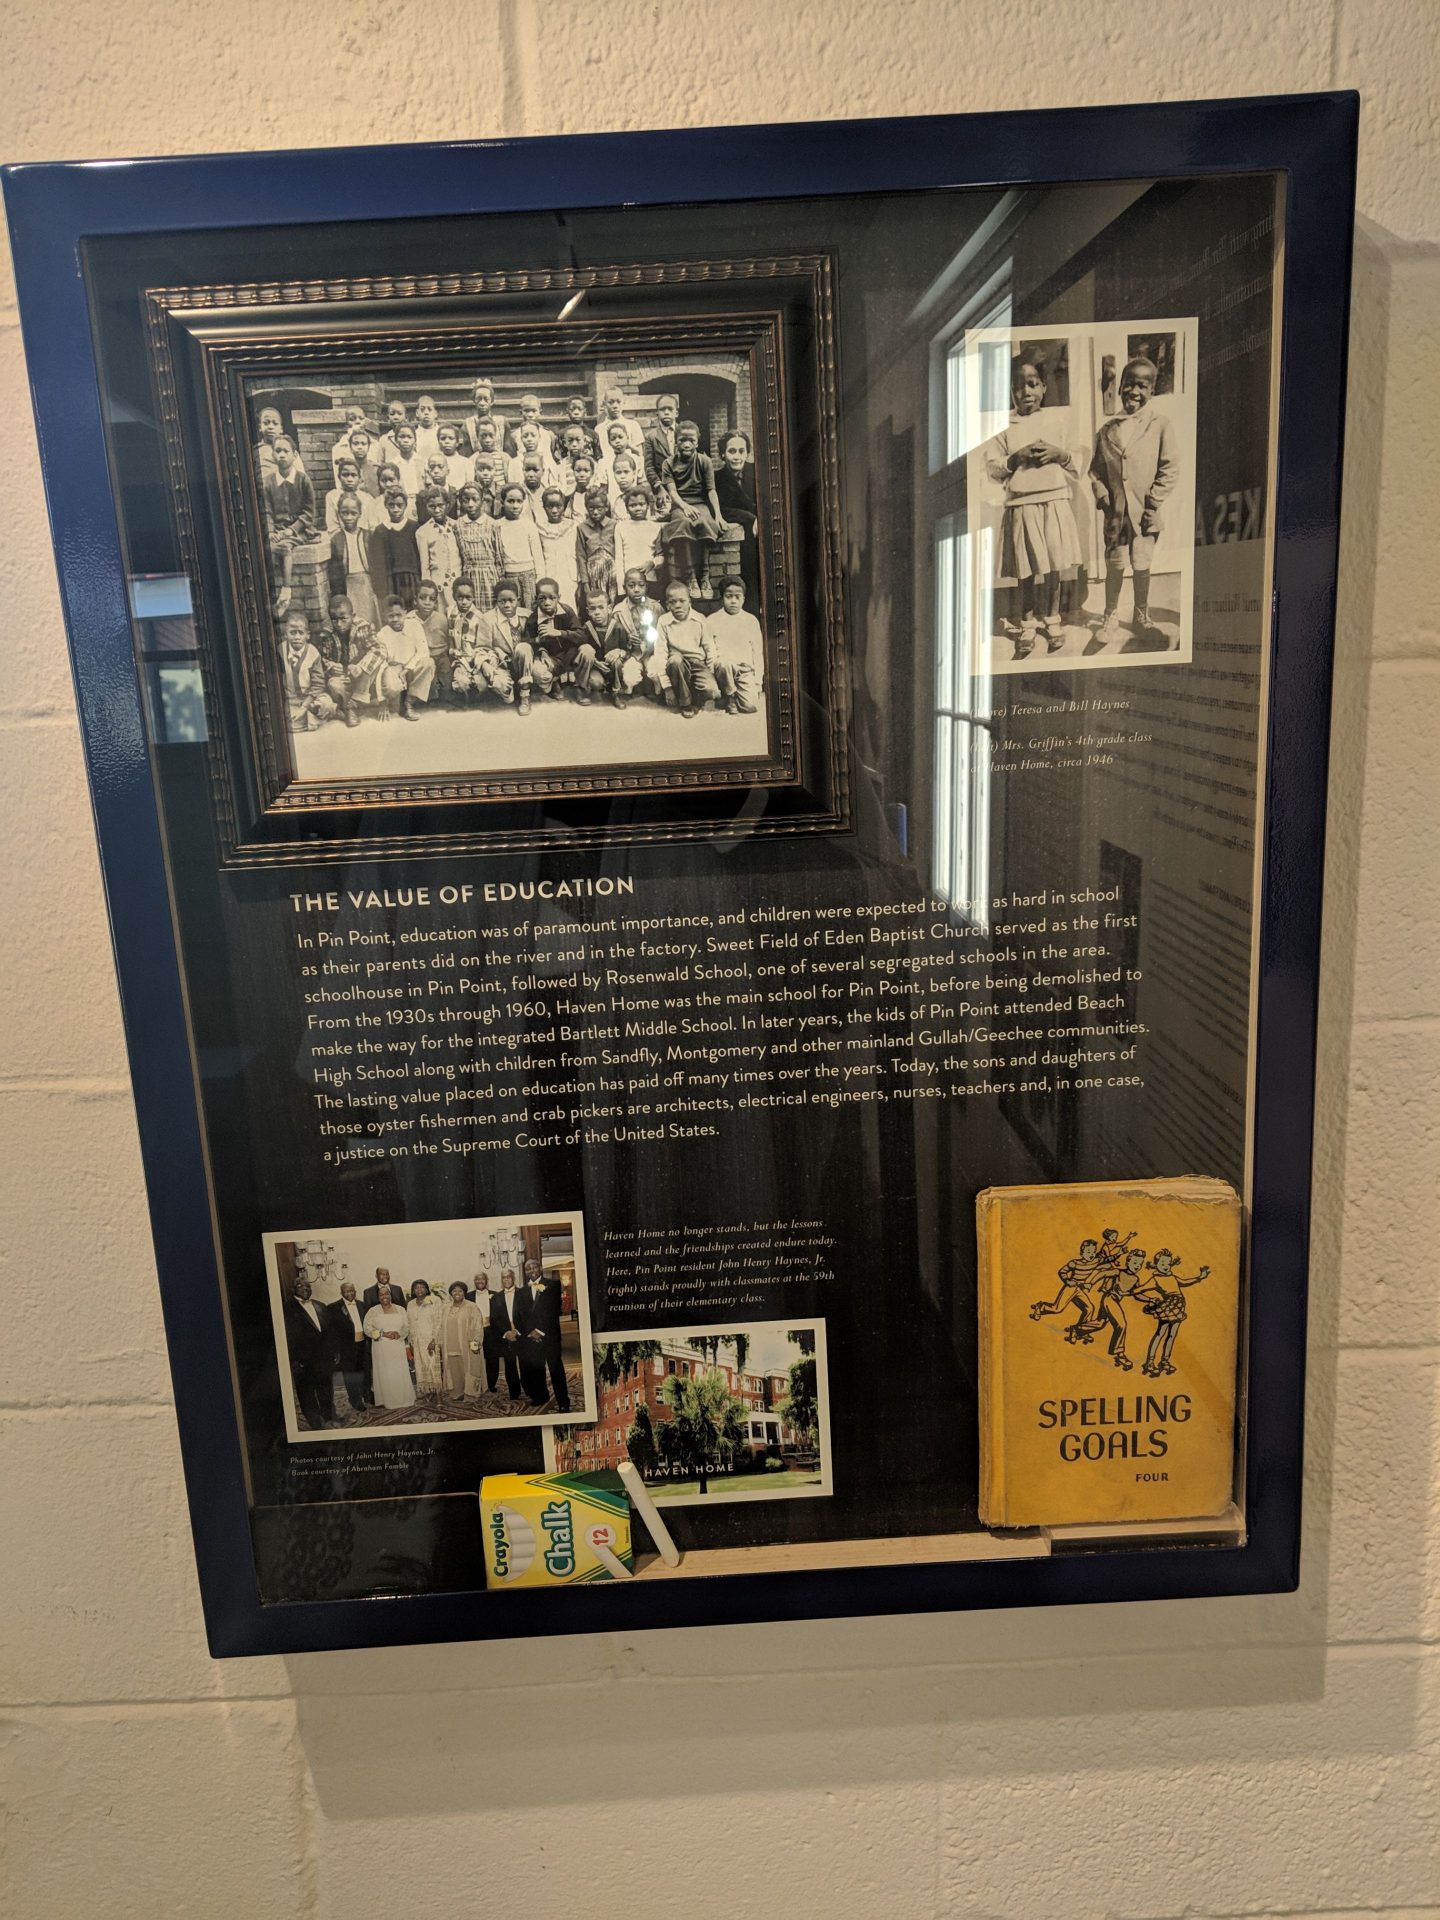 Teresa and Bill Haynes
Mrs. Griffin's 4th grade class
Haven Home, circa 1946
THE VALUE OF EDUCATION
In Pin Point, education was of paramount importance, and children were expected to work as hard in school
as their parents did on the river and in the factory. Sweet Field of Eden Baptist Church served as the first
schoolhouse in Pin Point, followed by Rosenwald School, one of several segregated schools in the area.
From the 1930s through 1960, Haven Home was the main school for Pin Point, before being demolished to
make the way for the integrated Bartlett Middle School. In later years, the kids of Pin Point attended Beach
High School along with children from Sandfly, Montgomery and other mainland Gullah/Geechee communities.
The lasting value placed on education has paid off many times over the years. Today, the sons and daughters of
those oyster fishermen and crab pickers are architects, electrical engineers, nurses, teachers and, in one case,
a justice on the Supreme Court of the United States.
Haven Home no longer stands, but the lessons
learned and the friendships created endure today.
Here, Pin Point resident John Henry Haynes, Jr.
(right) stands proudly with classmates at the 59th
reunion of their elementary class.
Photos courtesy of John Henry Haynes, Jr.
Book courtesy of Abraham Famble
HAVEN HOME
Crayola
Chalk
12
SPELLING
GOALS
FOUR